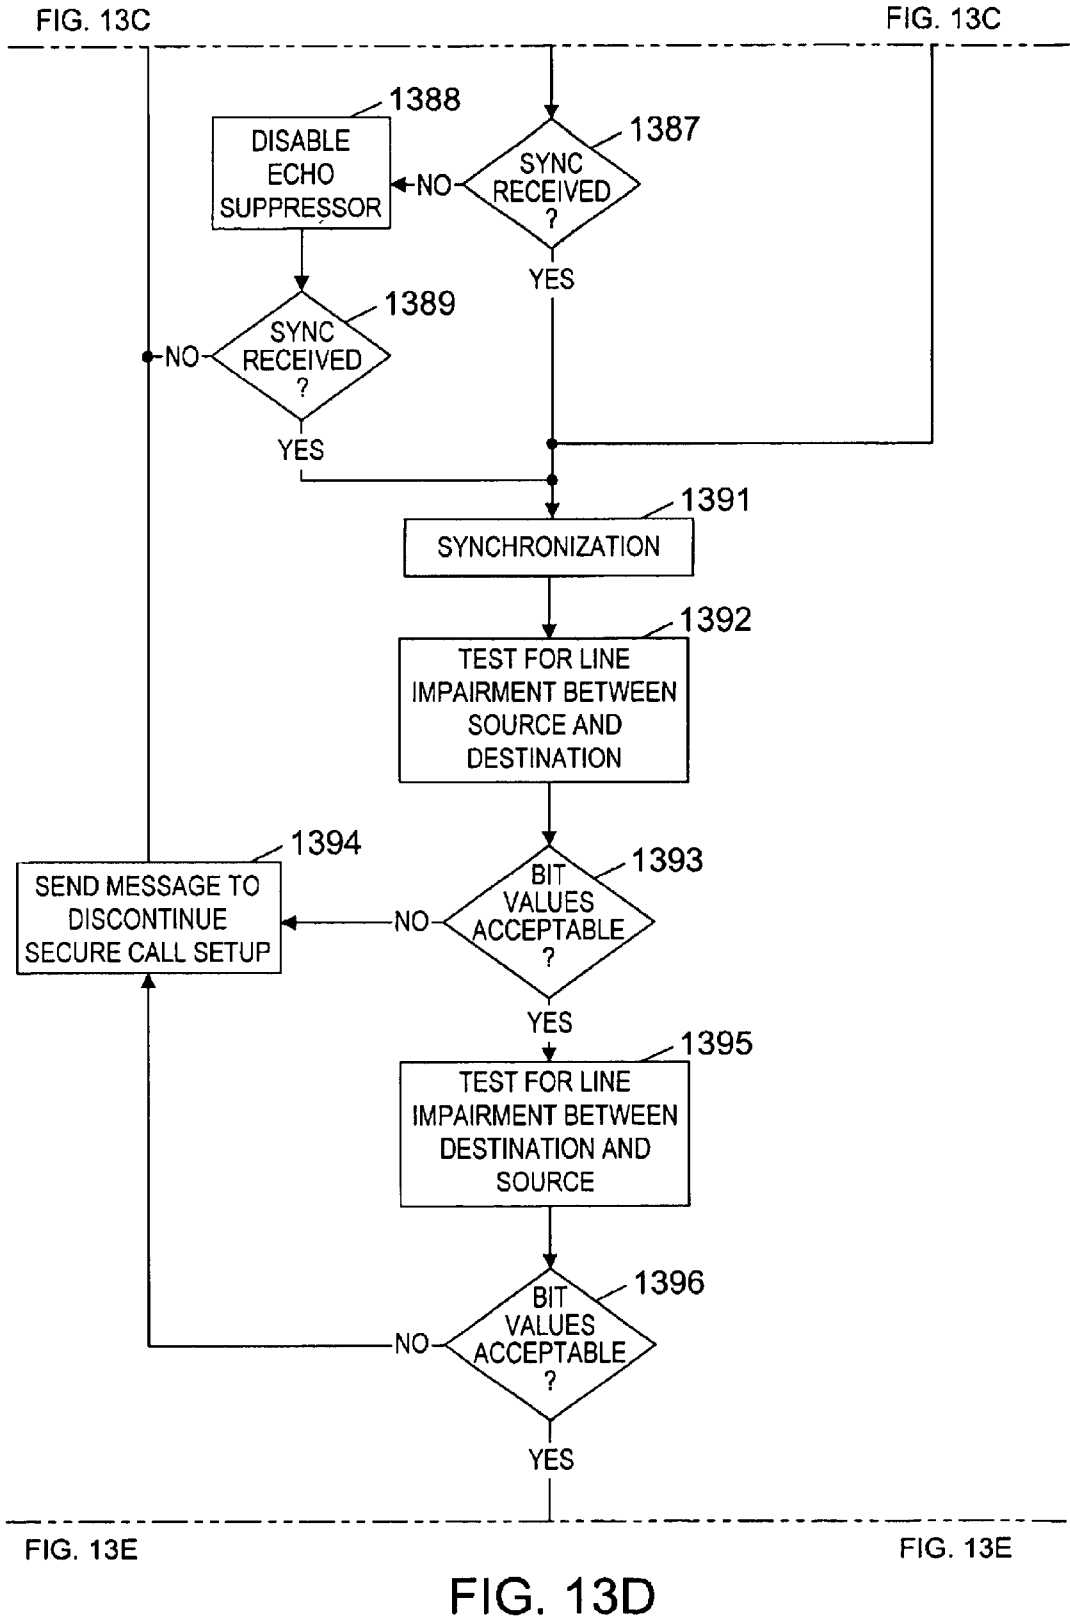 FIG. 13C
FIG. 13C
1388
DISABLE
ECHO
SUPPRESSOR
1387
SYNC
RECEIVED
?
NO
YES
1389
SYNC
RECEIVED
?
NO
YES
1391
SYNCHRONIZATION
1392
TEST FOR LINE
IMPAIRMENT BETWEEN
SOURCE AND
DESTINATION
1394
SEND MESSAGE TO
DISCONTINUE
SECURE CALL SETUP
1393
BIT
VALUES
ACCEPTABLE
?
NO
YES
1395
TEST FOR LINE
IMPAIRMENT BETWEEN
DESTINATION AND
SOURCE
1396
BIT
VALUES
ACCEPTABLE
?
NO
YES
FIG. 13E
FIG. 13E
FIG. 13D